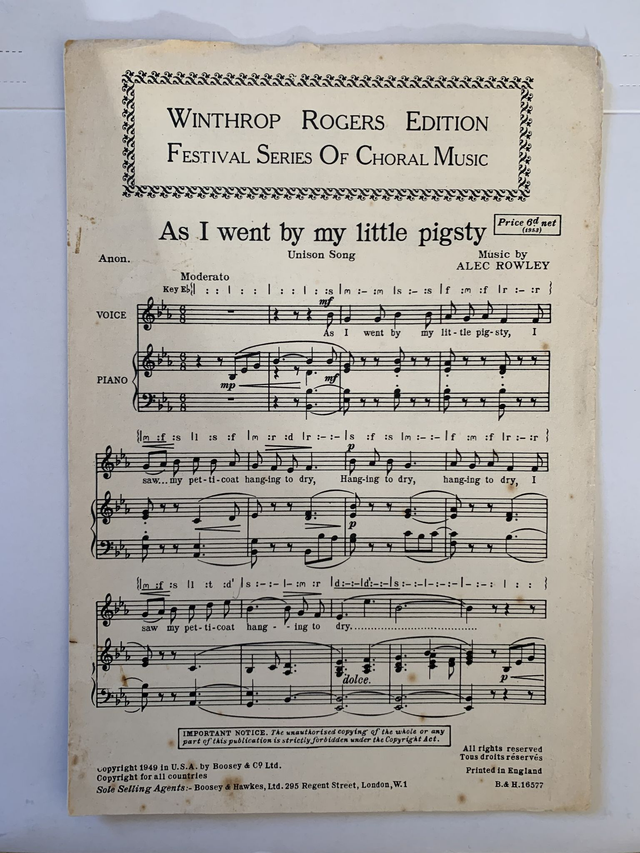 WINTHROP ROGERS EDITION
FESTIVAL SERIES OF CHORAL MUSIC
As I went by my little pigsty
Price 6d net
(1953)
Anon.
Unison Song
Music by
ALEC ROWLEY
Moderato
Key E♭
VOICE
mf
As I went by my lit-tle pig-sty, I
PIANO
mp
mf
saw... my pet-ti-coat hang-ing to dry, Hang-ing to dry, hang-ing to dry, I
p
p
saw my pet-ti-coat hang - - ing to dry..............................
dolce.
p
IMPORTANT NOTICE. The unauthorised copying of the whole or any
part of this publication is strictly forbidden under the Copyright Act.
Copyright 1949 in U.S.A. by Boosey & Co Ltd.
Copyright for all countries
Sole Selling Agents:- Boosey & Hawkes, Ltd. 295 Regent Street, London, W.1
All rights reserved
Tous droits réservés
Printed in England
B.& H.16577